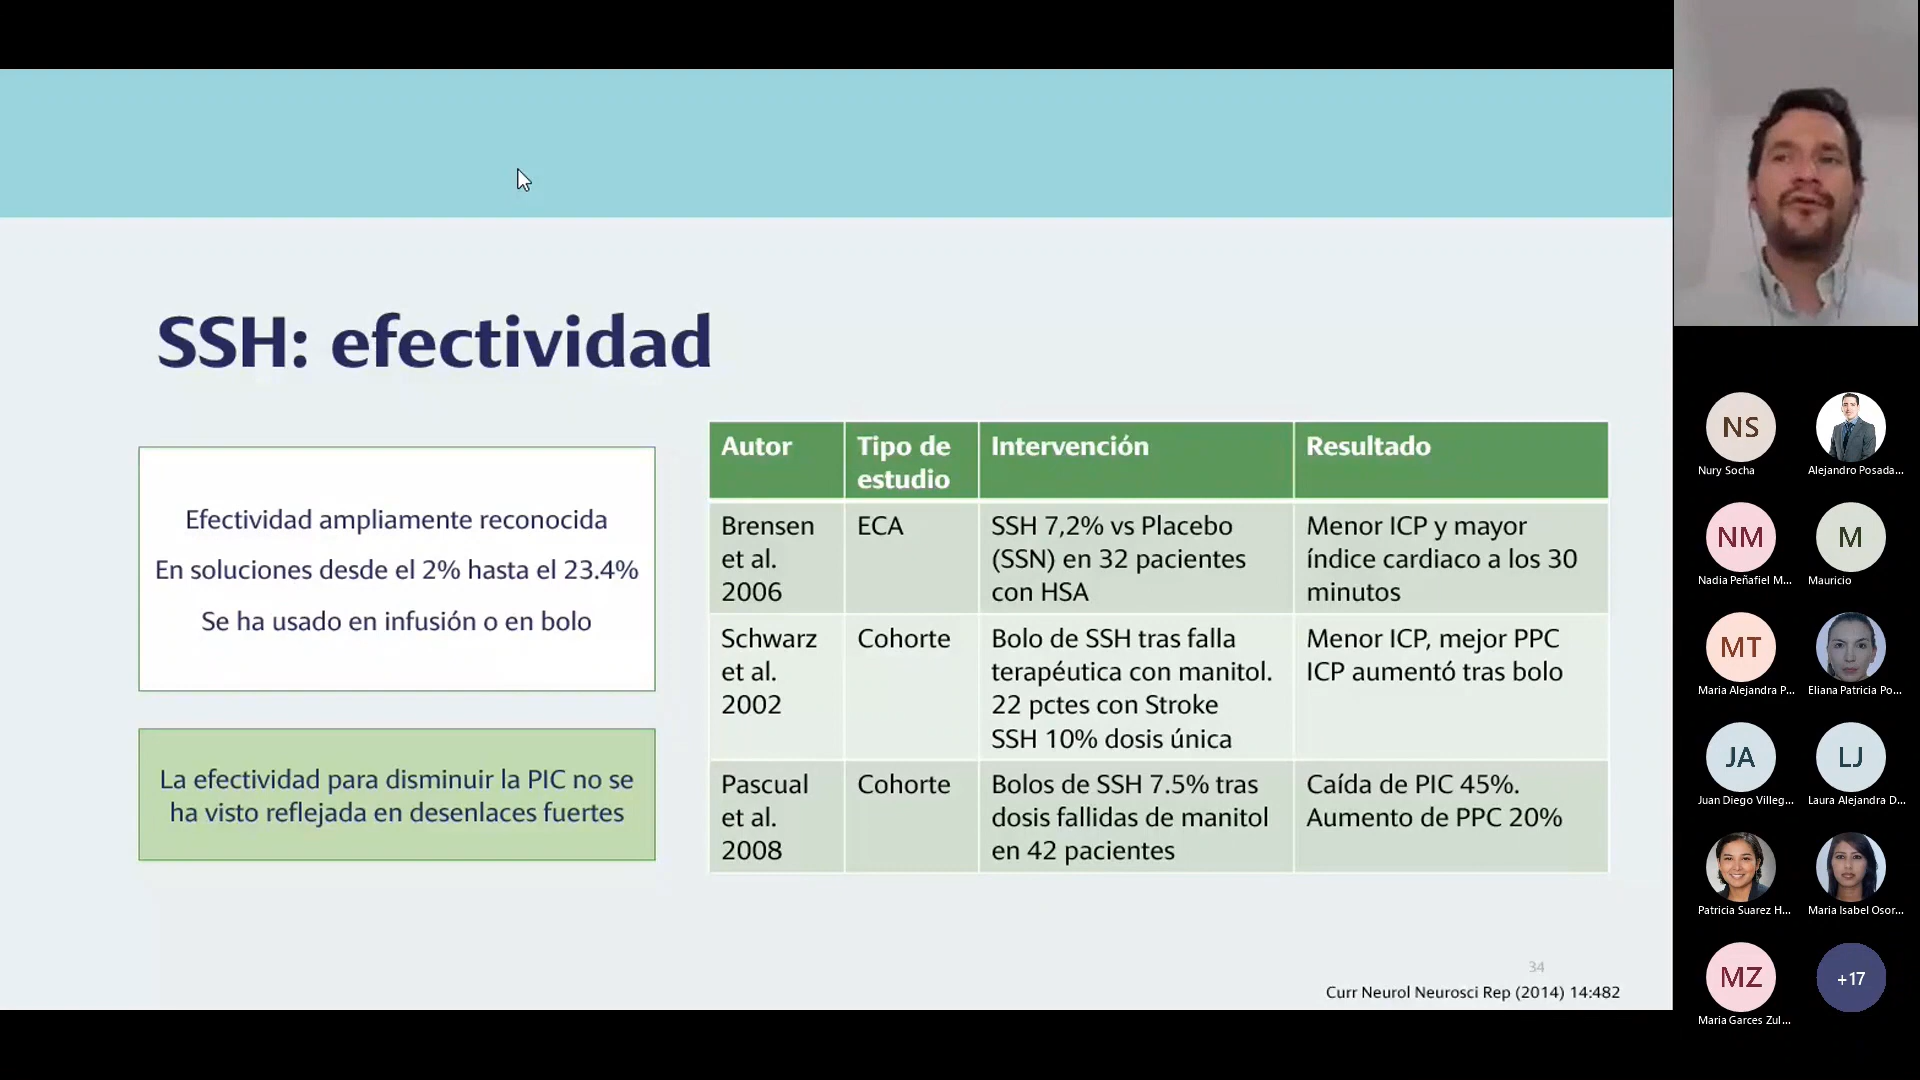 SSH: efectividad
Efectividad ampliamente reconocida
En soluciones desde el 2% hasta el 23.4%
Se ha usado en infusión o en bolo
La efectividad para disminuir la PIC no se
ha visto reflejada en desenlaces fuertes
Autor
Tipo de
estudio
Intervención
Resultado
Brensen
et al.
2006
ECA
SSH 7,2% vs Placebo
(SSN) en 32 pacientes
con HSA
Menor ICP y mayor
índice cardiaco a los 30
minutos
Schwarz
et al.
2002
Cohorte
Bolo de SSH tras falla
terapéutica con manitol.
22 pctes con Stroke
SSH 10% dosis única
Menor ICP, mejor PPC
ICP aumentó tras bolo
Pascual
et al.
2008
Cohorte
Bolos de SSH 7.5% tras
dosis fallidas de manitol
en 42 pacientes
Caída de PIC 45%.
Aumento de PPC 20%
34
Curr Neurol Neurosci Rep (2014) 14:482
NS
Nury Socha
Alejandro Posada...
NM
Nadia Peñafiel M...
M
Mauricio
MT
Maria Alejandra P...
Eliana Patricia Po...
JA
Juan Diego Villeg...
LJ
Laura Alejandra D...
Patricia Suarez H...
Maria Isabel Osor...
MZ
Maria Garces Zul...
+17